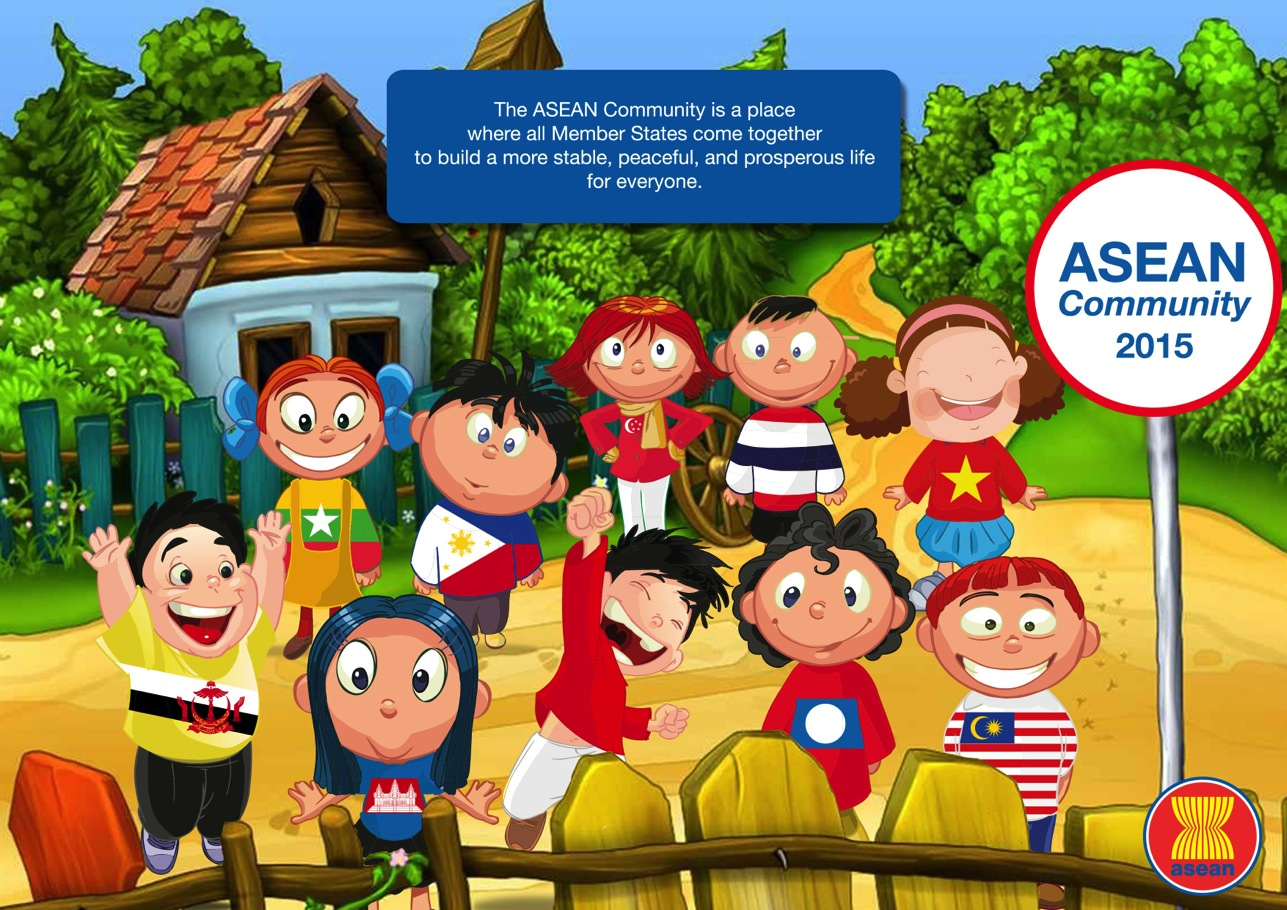 The ASEAN Community is a place
where all Member States come together
to build a more stable, peaceful, and prosperous life
for everyone.
ASEAN
Community
2015
asean